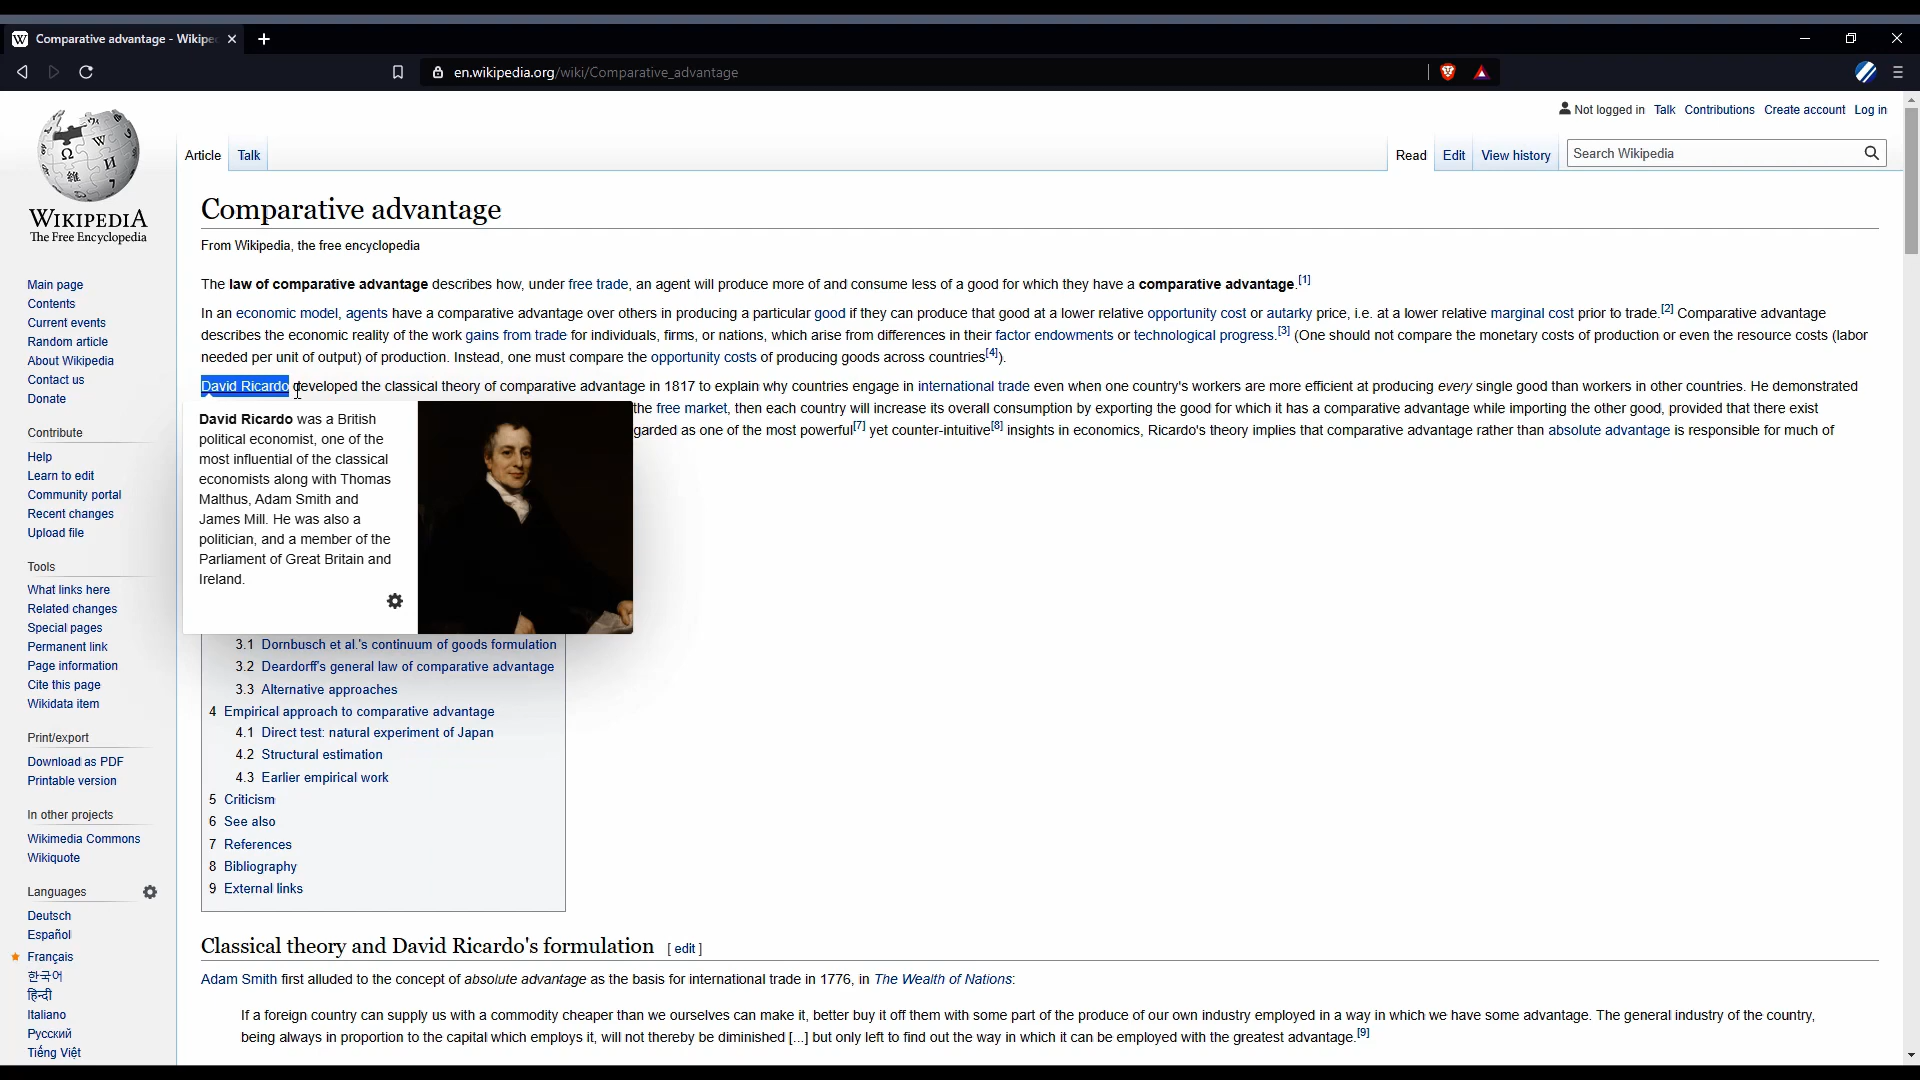 Comparative advantage - Wikipe
en.wikipedia.org/wiki/Comparative_advantage
Not logged in Talk Contributions Create account Log in
WIKIPEDIA
The Free Encyclopedia
Article Talk
Read Edit View history Search Wikipedia
Comparative advantage
From Wikipedia, the free encyclopedia
The law of comparative advantage describes how, under free trade, an agent will produce more of and consume less of a good for which they have a comparative advantage.[1]
In an economic model, agents have a comparative advantage over others in producing a particular good if they can produce that good at a lower relative opportunity cost or autarky price, i.e. at a lower relative marginal cost prior to trade.[2] Comparative advantage
describes the economic reality of the work gains from trade for individuals, firms, or nations, which arise from differences in their factor endowments or technological progress.[3] (One should not compare the monetary costs of production or even the resource costs (labor
needed per unit of output) of production. Instead, one must compare the opportunity costs of producing goods across countries[4]).
David Ricardo developed the classical theory of comparative advantage in 1817 to explain why countries engage in international trade even when one country's workers are more efficient at producing every single good than workers in other countries. He demonstrated
the free market, then each country will increase its overall consumption by exporting the good for which it has a comparative advantage while importing the other good, provided that there exist
garded as one of the most powerful[7] yet counter-intuitive[8] insights in economics, Ricardo's theory implies that comparative advantage rather than absolute advantage is responsible for much of
David Ricardo was a British
political economist, one of the
most influential of the classical
economists along with Thomas
Malthus, Adam Smith and
James Mill. He was also a
politician, and a member of the
Parliament of Great Britain and
Ireland.
3.1 Dornbusch et al.'s continuum of goods formulation
3.2 Deardorff's general law of comparative advantage
3.3 Alternative approaches
4 Empirical approach to comparative advantage
4.1 Direct test: natural experiment of Japan
4.2 Structural estimation
4.3 Earlier empirical work
5 Criticism
6 See also
7 References
8 Bibliography
9 External links
Classical theory and David Ricardo's formulation [ edit ]
Adam Smith first alluded to the concept of absolute advantage as the basis for international trade in 1776, in The Wealth of Nations:
If a foreign country can supply us with a commodity cheaper than we ourselves can make it, better buy it off them with some part of the produce of our own industry employed in a way in which we have some advantage. The general industry of the country,
being always in proportion to the capital which employs it, will not thereby be diminished [...] but only left to find out the way in which it can be employed with the greatest advantage.[9]
Main page
Contents
Current events
Random article
About Wikipedia
Contact us
Donate
Contribute
Help
Learn to edit
Community portal
Recent changes
Upload file
Tools
What links here
Related changes
Special pages
Permanent link
Page information
Cite this page
Wikidata item
Print/export
Download as PDF
Printable version
In other projects
Wikimedia Commons
Wikiquote
Languages
Deutsch
Español
Français
한국어
हिन्दी
Italiano
Русский
Tiếng Việt